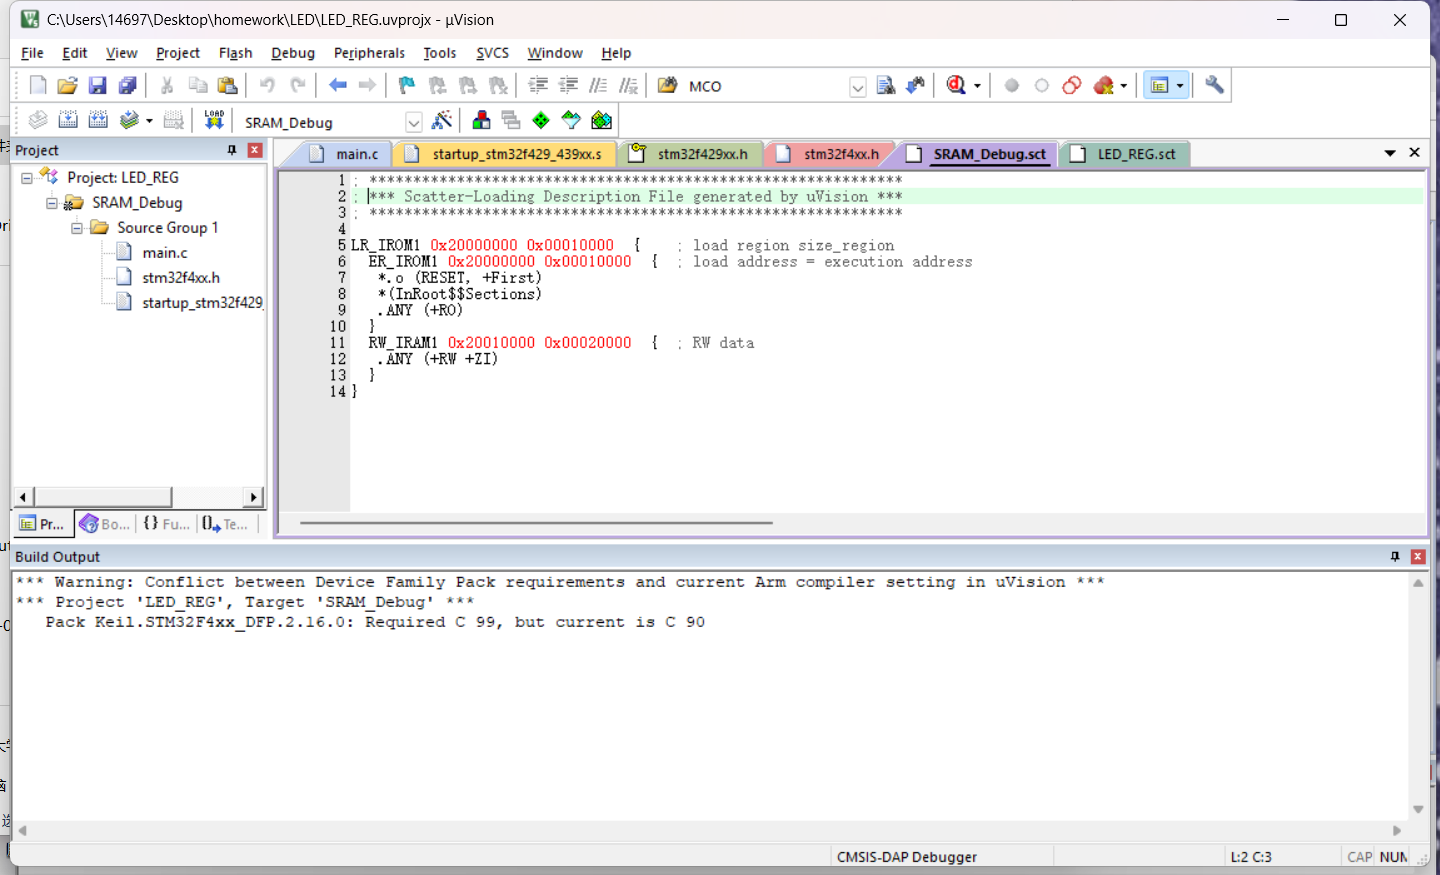 C:\Users\14697\Desktop\homework\LED\LED_REG.uvprojx - µVision
File Edit View Project Flash Debug Peripherals Tools SVCS Window Help
MCO
LOAD SRAM_Debug
Project
main.c startup_stm32f429_439xx.s stm32f429xx.h stm32f4xx.h SRAM_Debug.sct LED_REG.sct
Project: LED_REG
SRAM_Debug
Source Group 1
main.c
stm32f4xx.h
startup_stm32f429_
1 ; *************************************************************
2 ; *** Scatter-Loading Description File generated by uVision ***
3 ; *************************************************************
4
5 LR_IROM1 0x20000000 0x00010000 { ; load region size_region
6 ER_IROM1 0x20000000 0x00010000 { ; load address = execution address
7 *.o (RESET, +First)
8 *(InRoot$$Sections)
9 .ANY (+RO)
10 }
11 RW_IRAM1 0x20010000 0x00020000 { ; RW data
12 .ANY (+RW +ZI)
13 }
14 }
Pr... Bo... {} Fu... Te...
Build Output
*** Warning: Conflict between Device Family Pack requirements and current Arm compiler setting in uVision ***
*** Project 'LED_REG', Target 'SRAM_Debug' ***
Pack Keil.STM32F4xx_DFP.2.16.0: Required C 99, but current is C 90
CMSIS-DAP Debugger L:2 C:3 CAP NUM